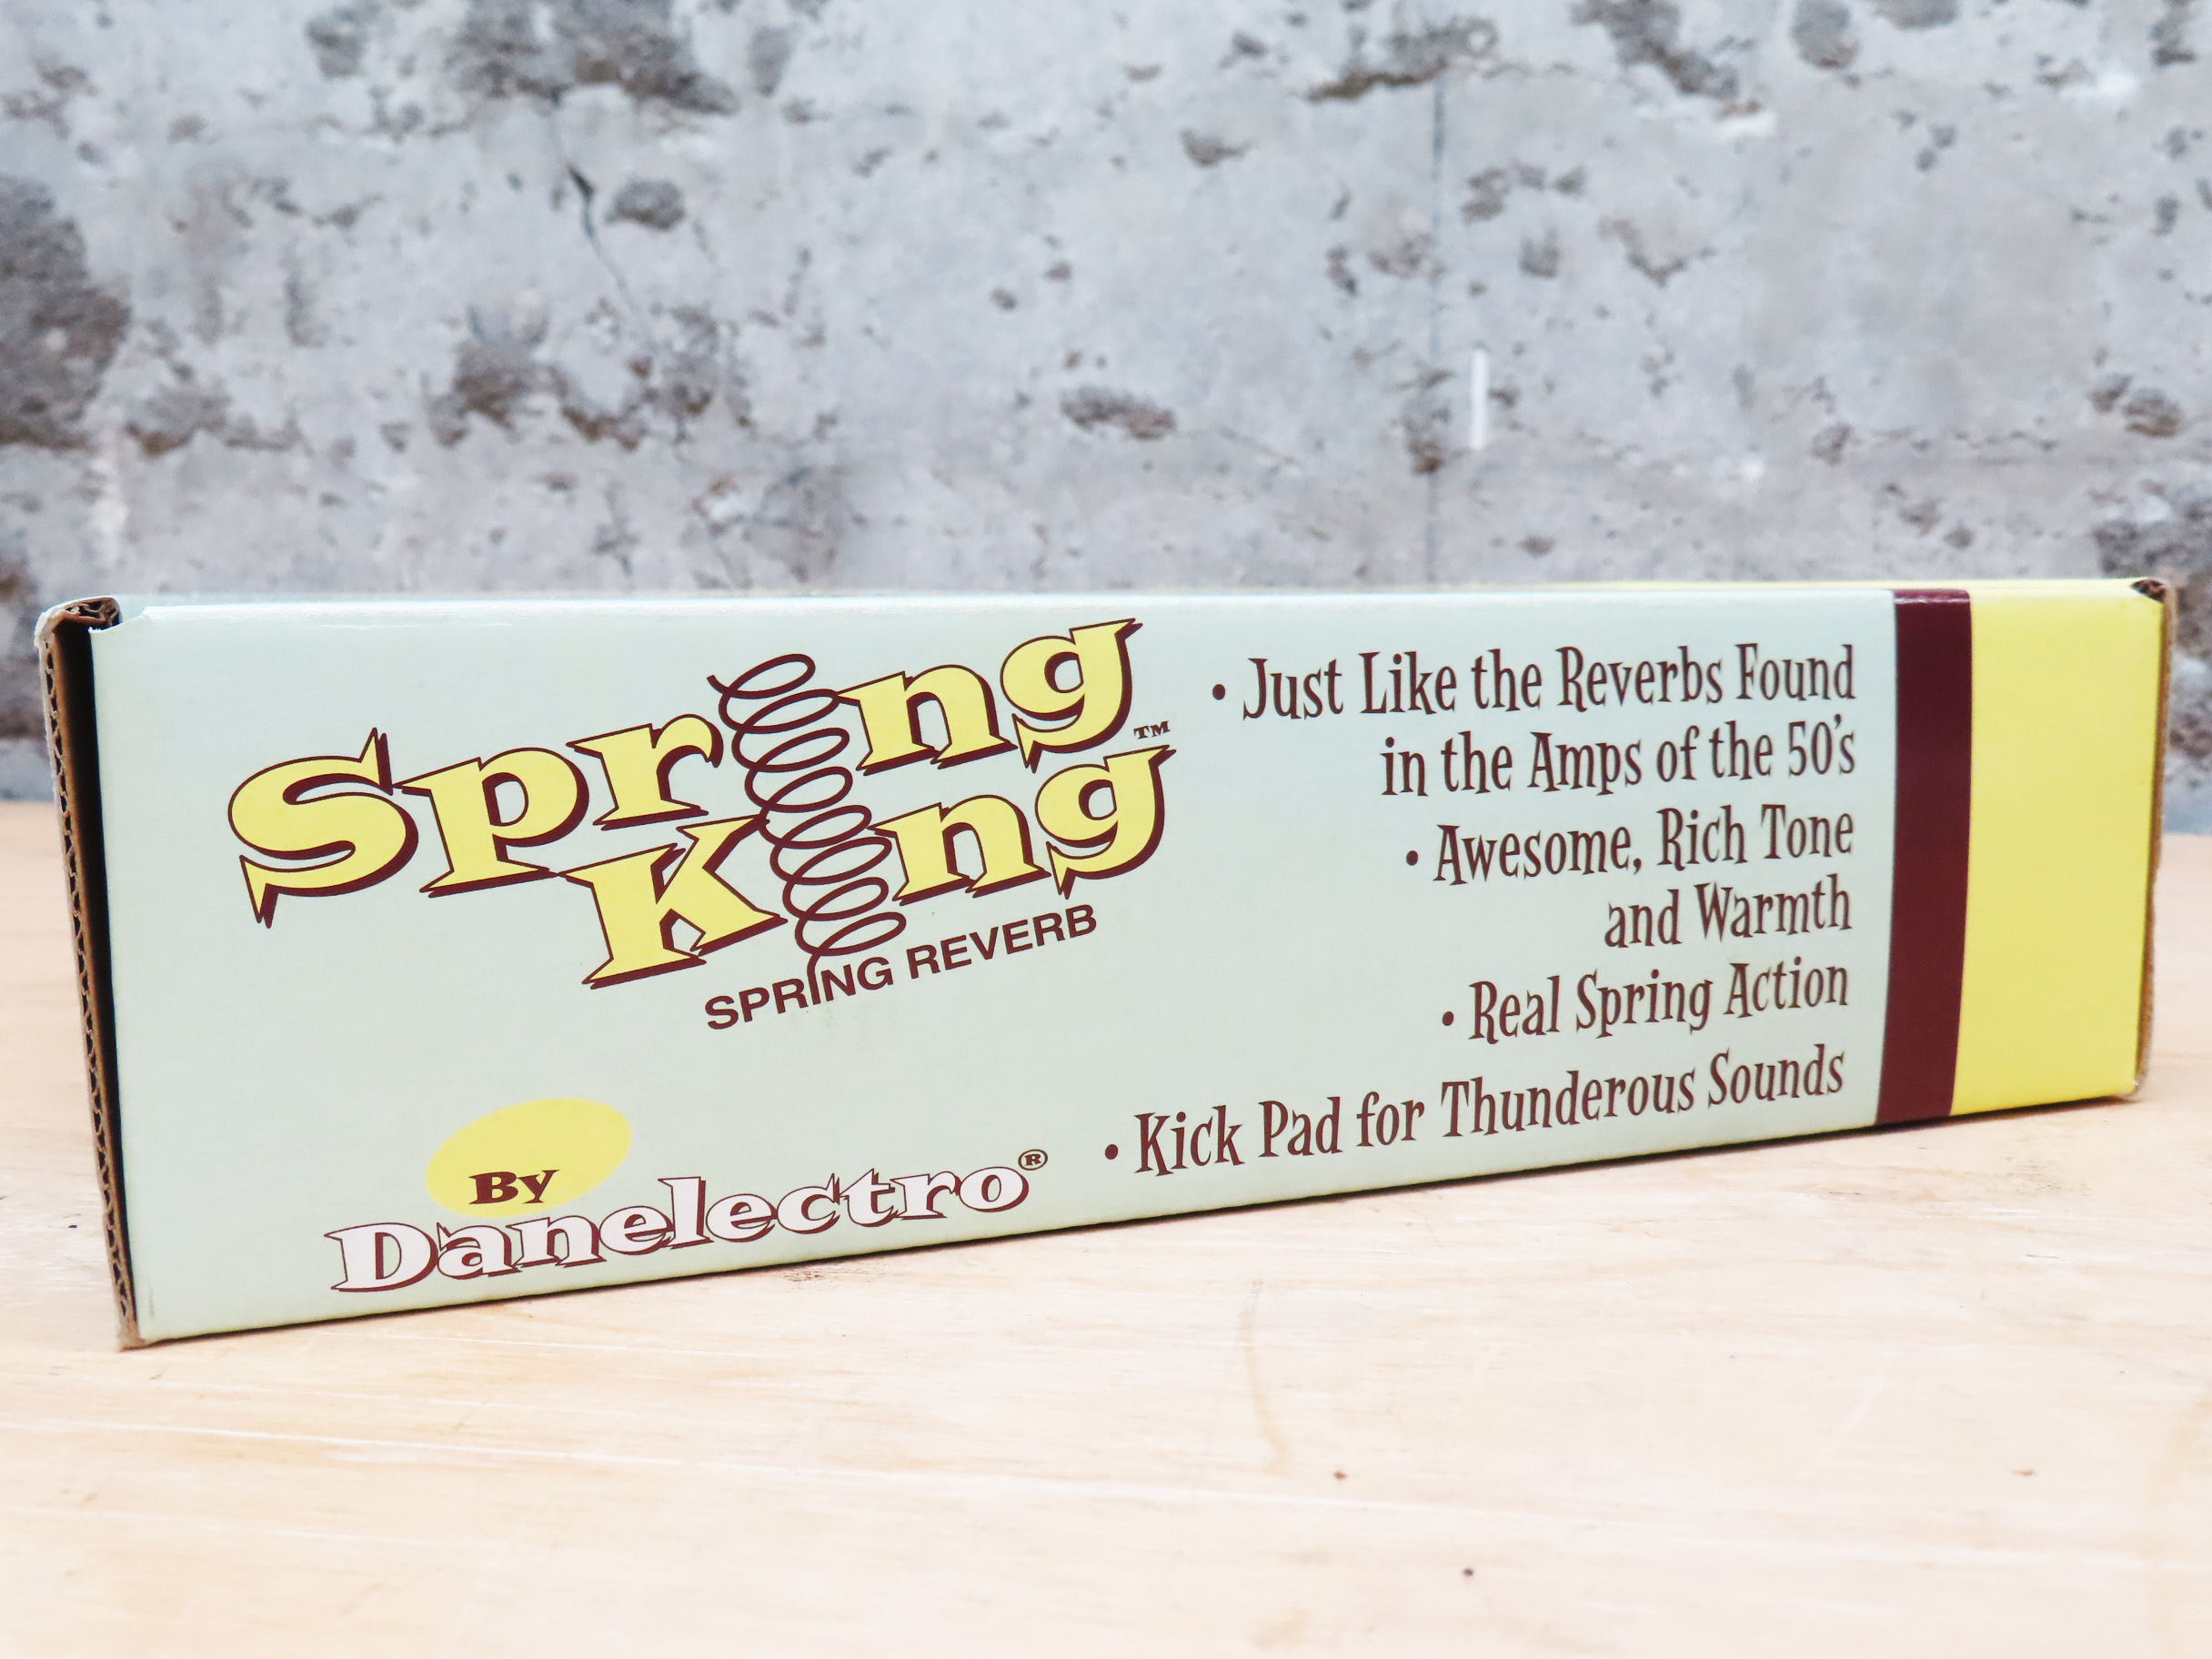 Spring
King™
SPRING REVERB
By
Danelectro®
• Just Like the Reverbs Found
in the Amps of the 50's
• Awesome, Rich Tone
and Warmth
• Real Spring Action
• Kick Pad for Thunderous Sounds